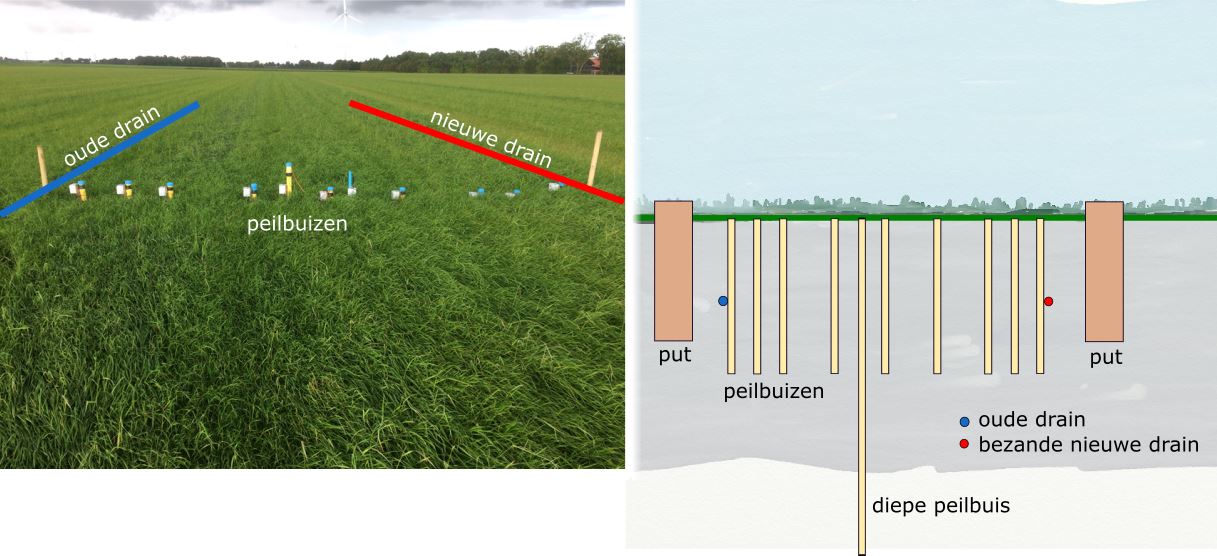 oude drain
nieuwe drain
peilbuizen
put
put
peilbuizen
oude drain
bezande nieuwe drain
diepe peilbuis